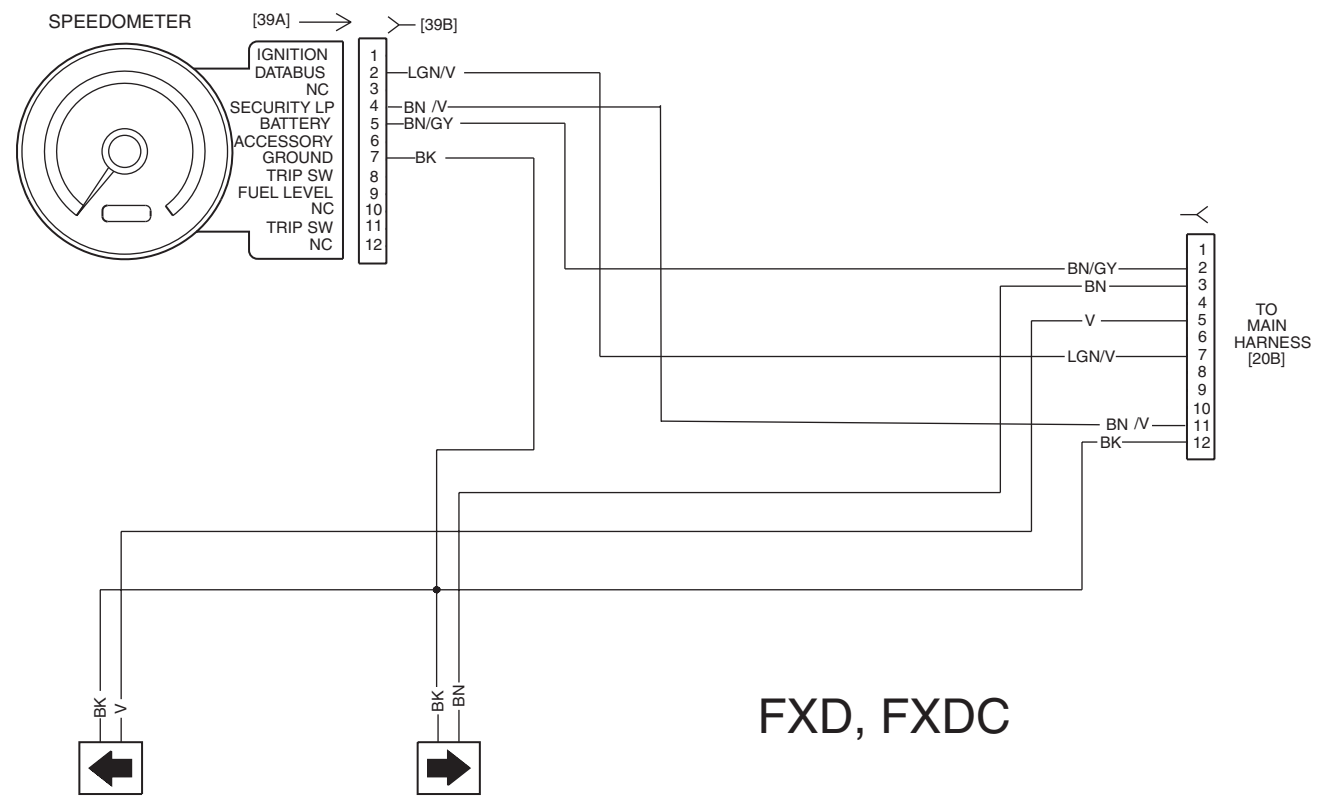 SPEEDOMETER
[39A]
[39B]
IGNITION 1
DATABUS 2 LGN/V
NC 3
SECURITY LP 4 BN /V
BATTERY 5 BN/GY
ACCESSORY 6
GROUND 7 BK
TRIP SW 8
FUEL LEVEL 9
NC 10
TRIP SW 11
NC 12
1
BN/GY 2
BN 3
4
V 5
6
LGN/V 7
8
9
10
BN /V 11
BK 12
TO
MAIN
HARNESS
[20B]
BK
V
BK
BN
FXD, FXDC